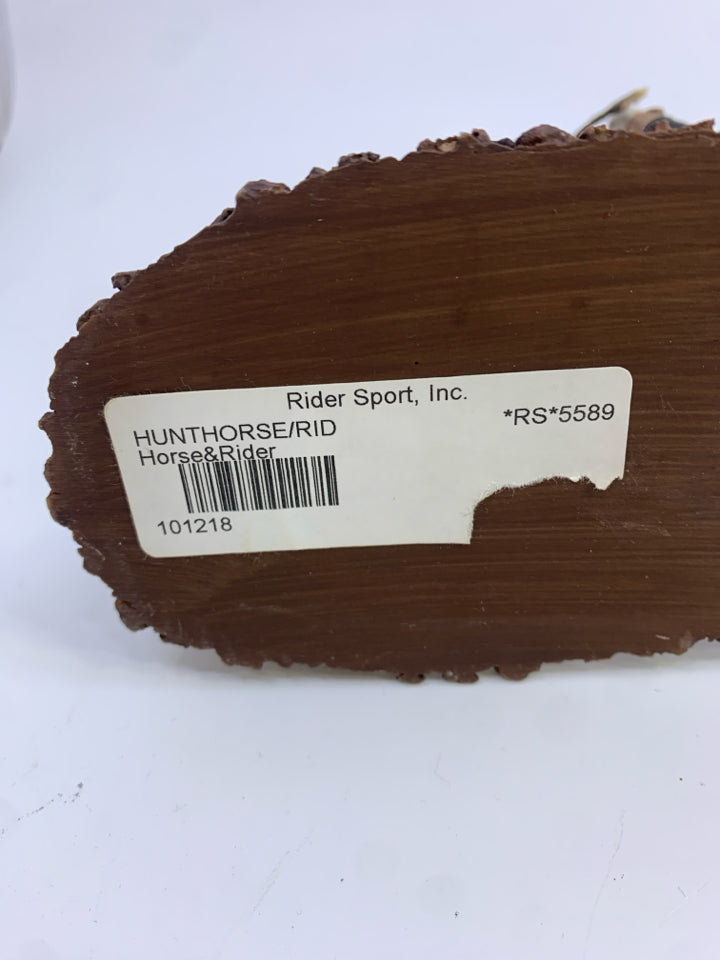 Rider Sport, Inc.
HUNTHORSE/RID
*RS*5589
Horse&Rider
101218